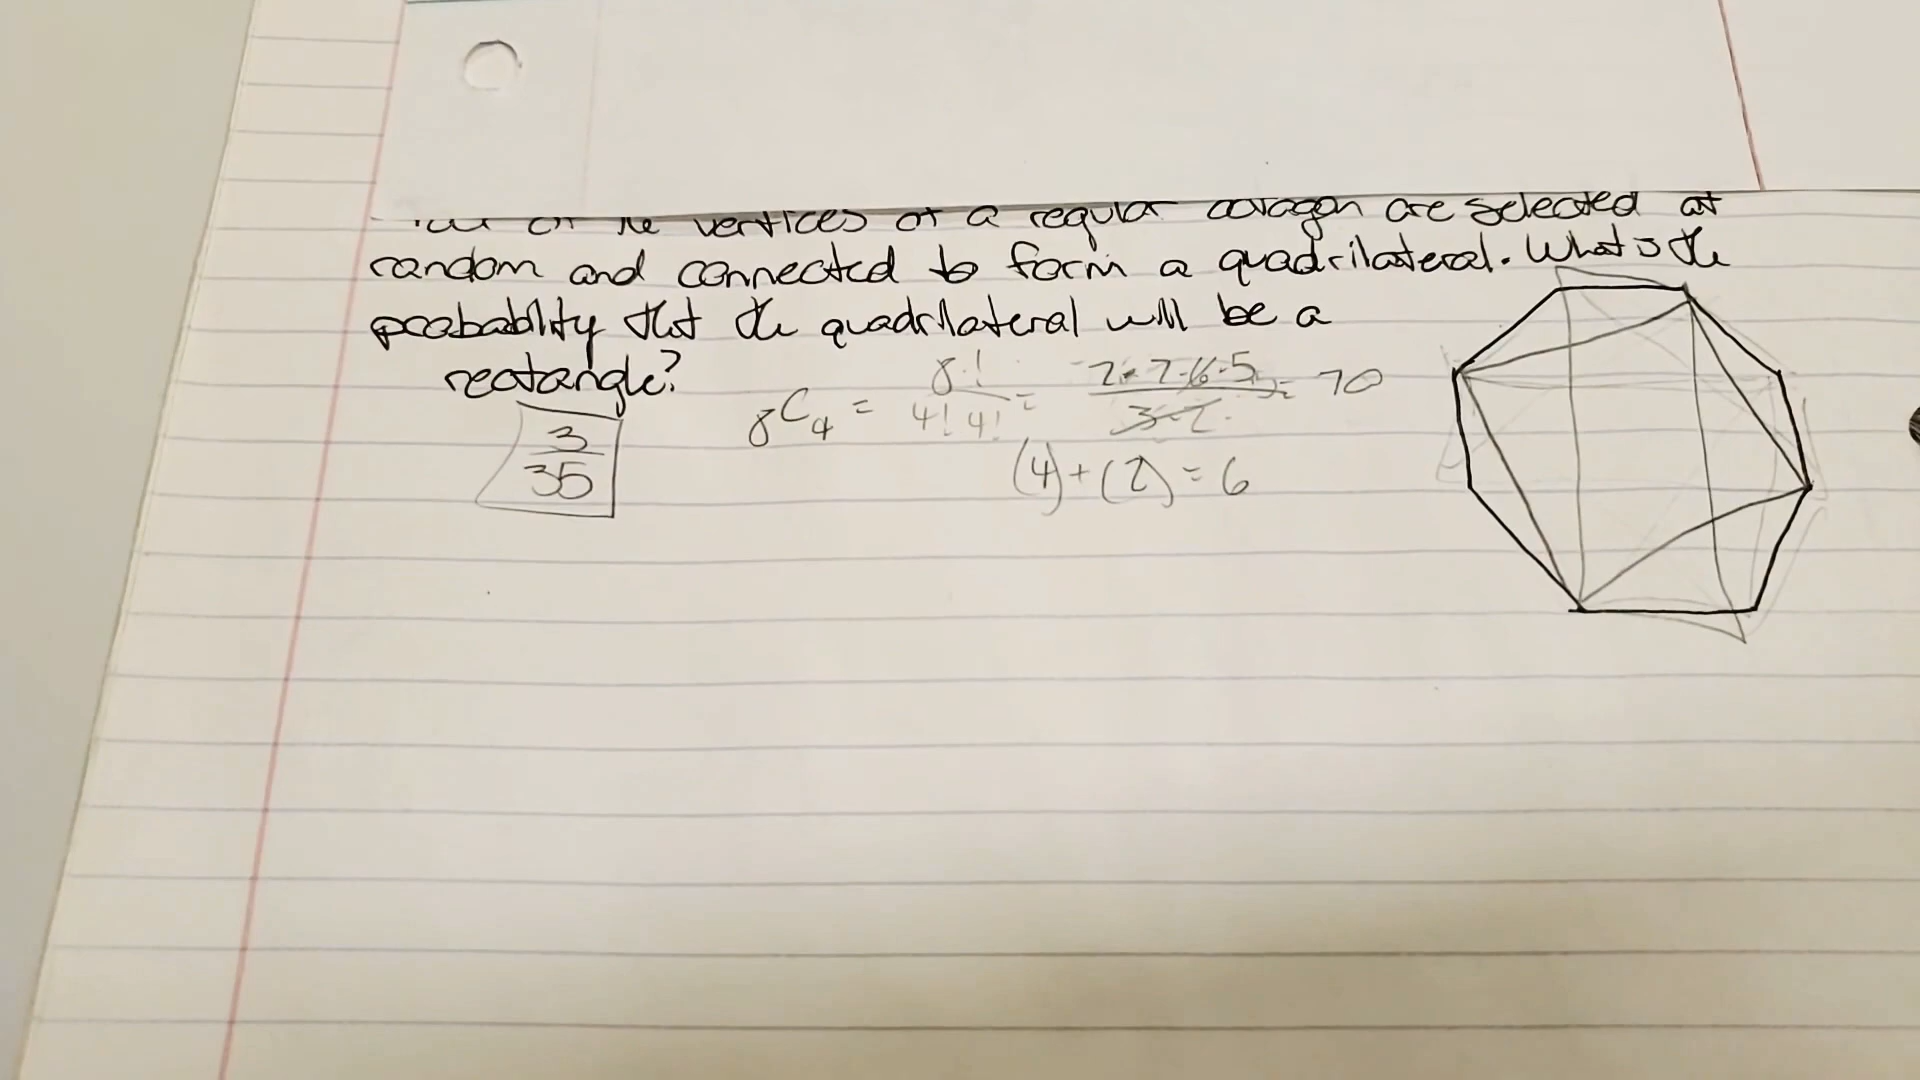 of the vertices of a regular octagon are selected at
random and connected to form a quadrilateral. What's the
probability that the quadrilateral will be a
rectangle?
8C4 = 8!/4!4! = 2·7·6·5/3·2· = 70
(4)+(2) = 6
3/35